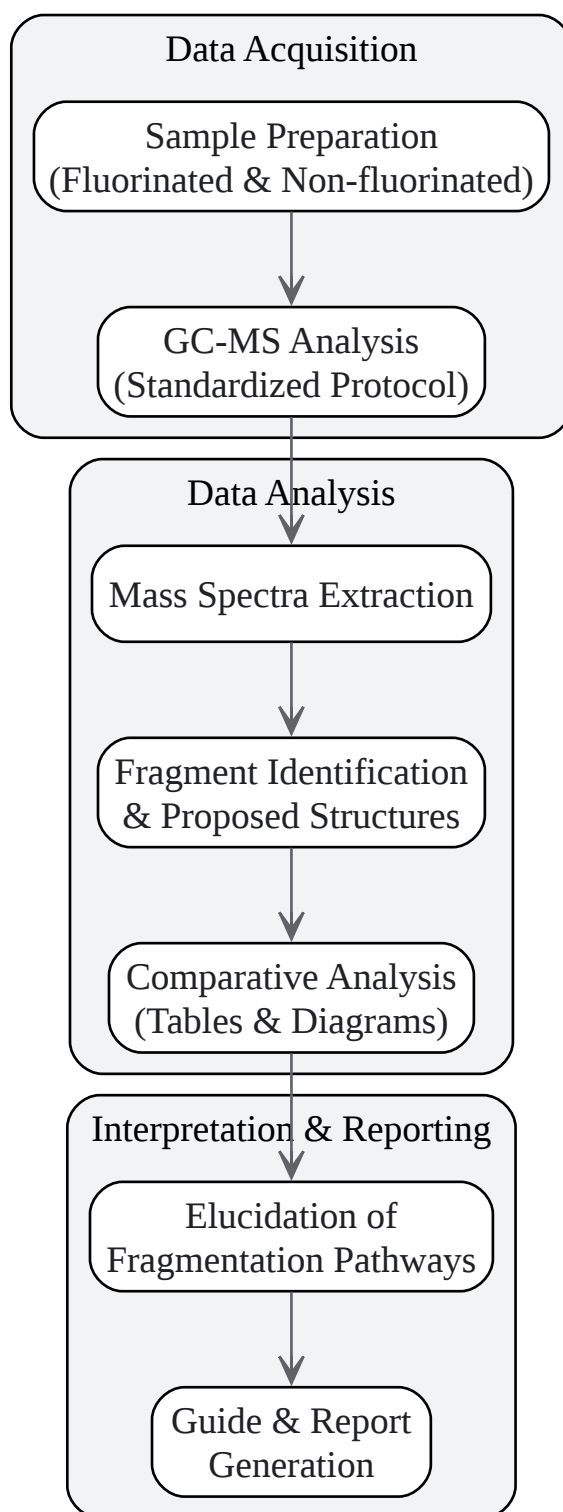 Data Acquisition
Sample Preparation
(Fluorinated & Non-fluorinated)
GC-MS Analysis
(Standardized Protocol)
Data Analysis
Mass Spectra Extraction
Fragment Identification
& Proposed Structures
Comparative Analysis
(Tables & Diagrams)
Interpretation & Reporting
Elucidation of
Fragmentation Pathways
Guide & Report
Generation